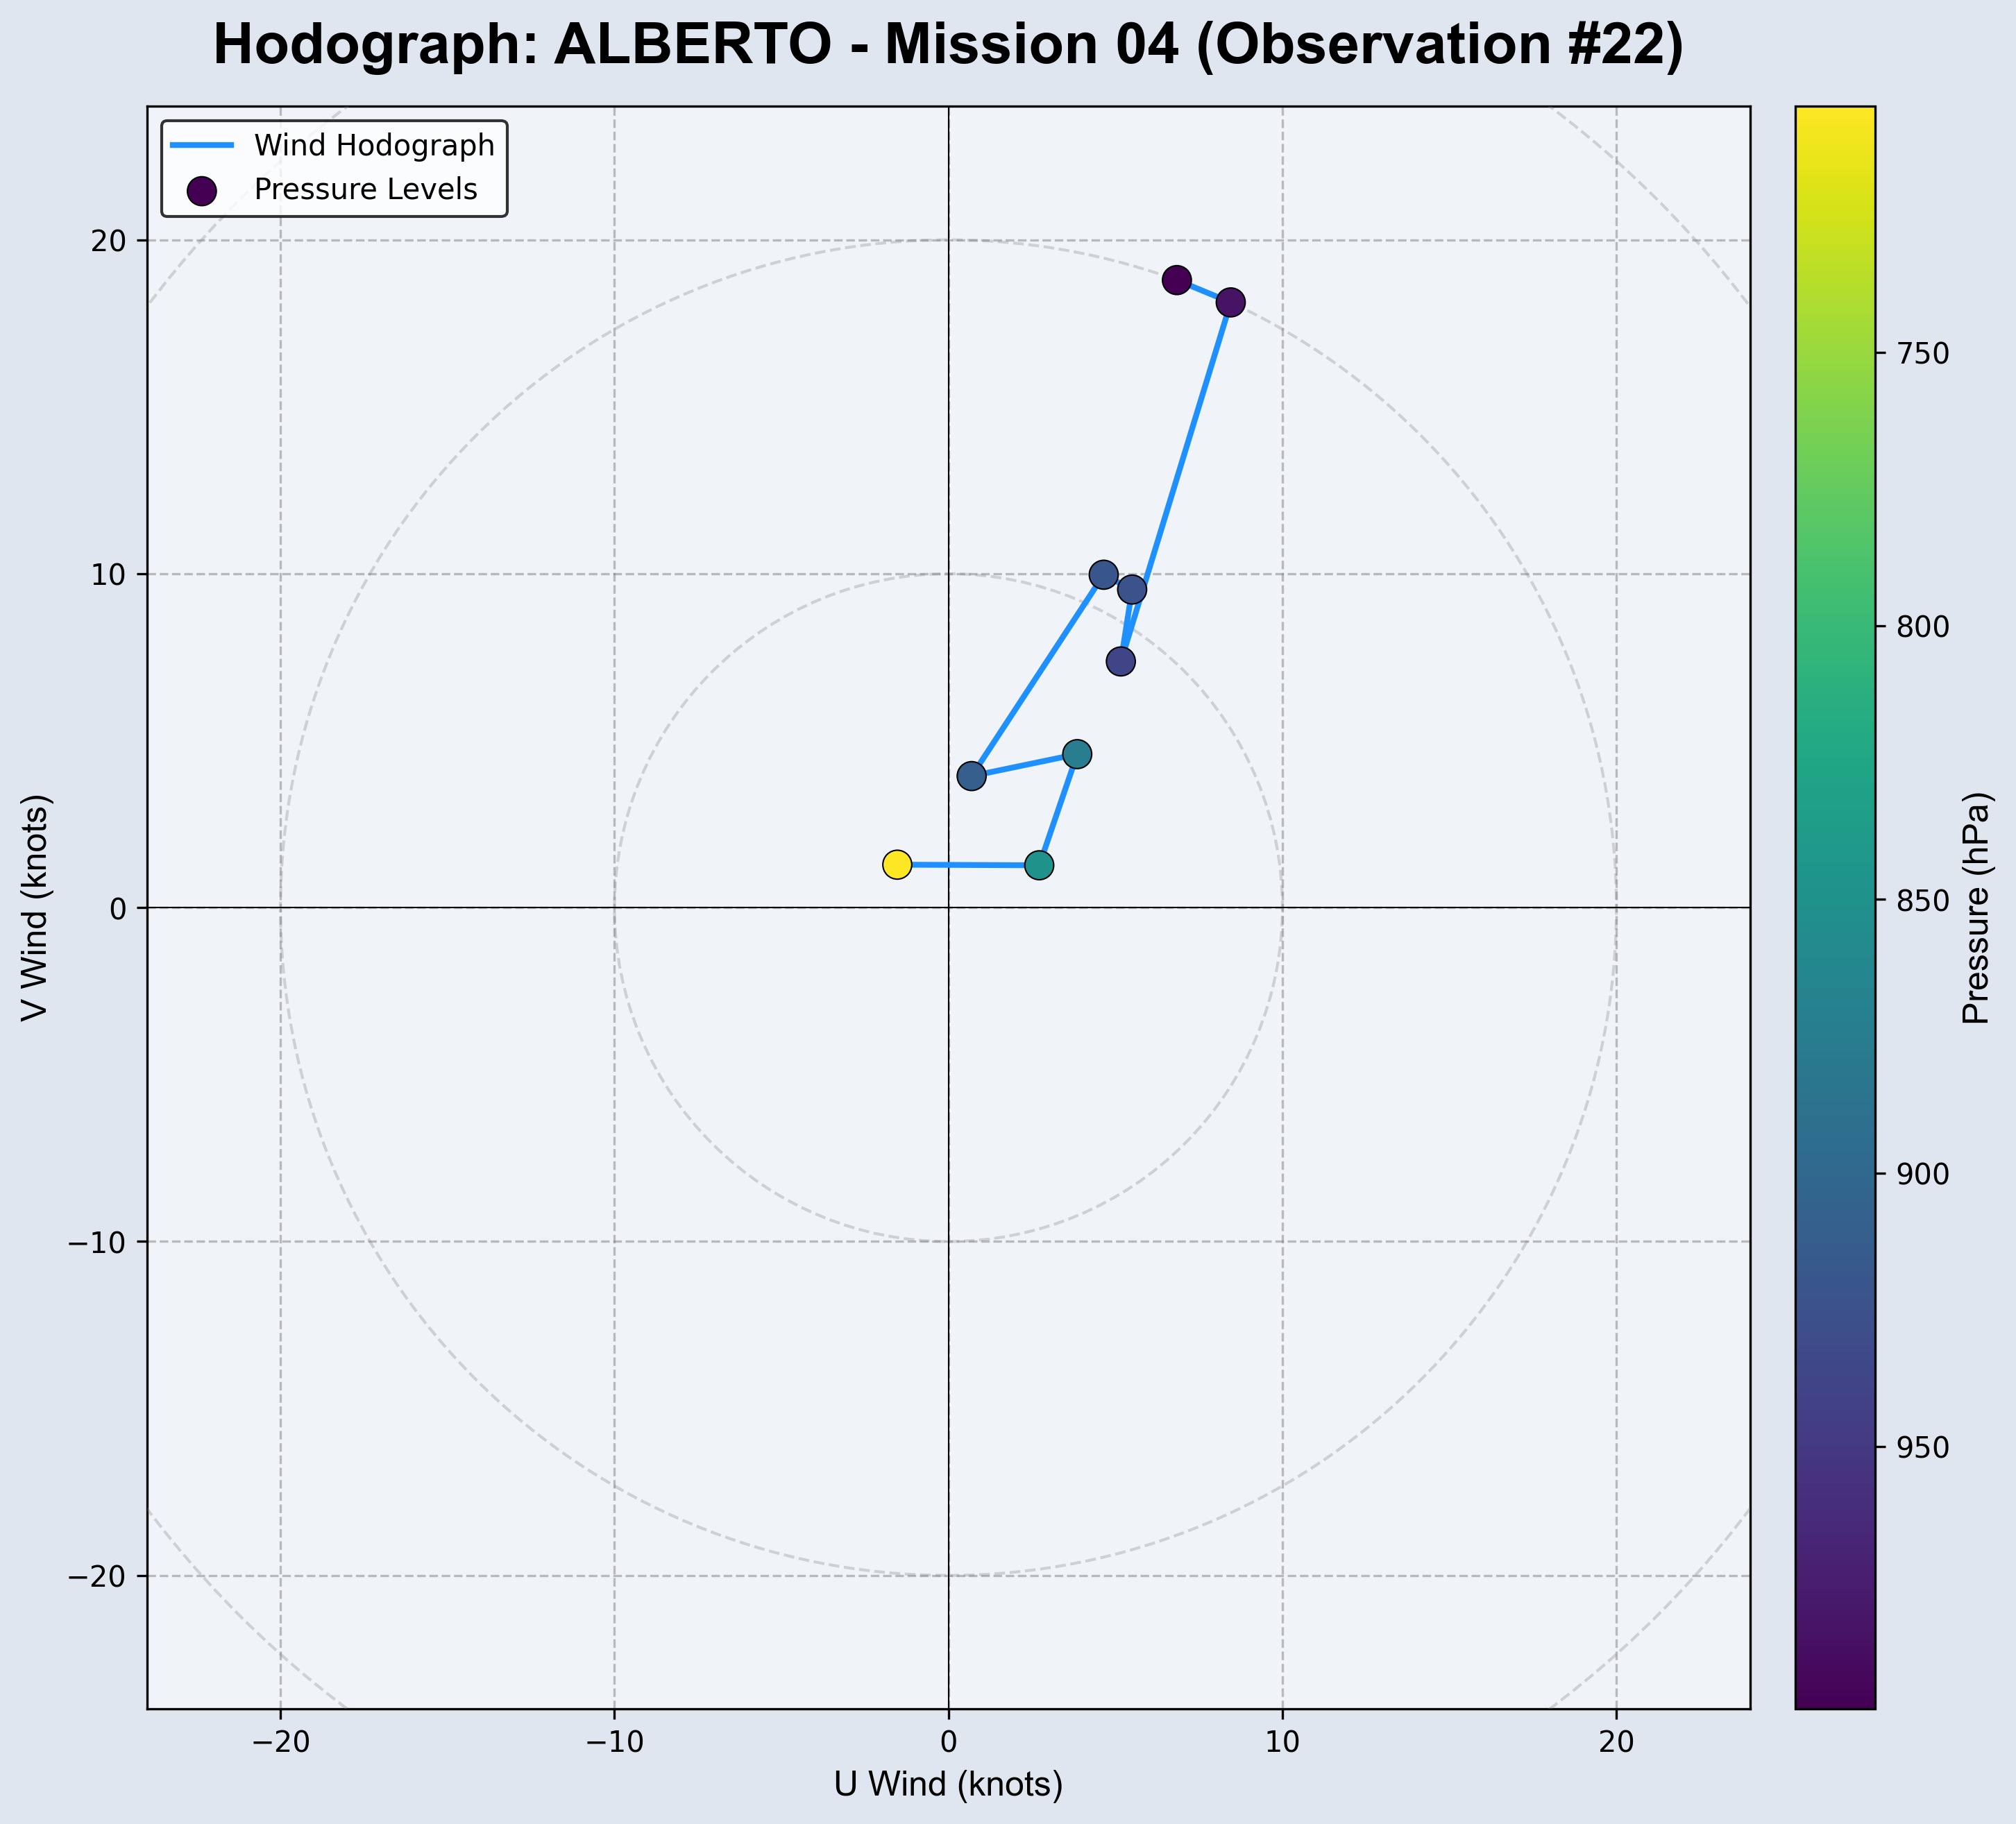 Hodograph: ALBERTO - Mission 04 (Observation #22)
Wind Hodograph
Pressure Levels
20
10
0
−10
−20
V Wind (knots)
−20
−10
0
10
20
U Wind (knots)
750
800
850
900
950
Pressure (hPa)